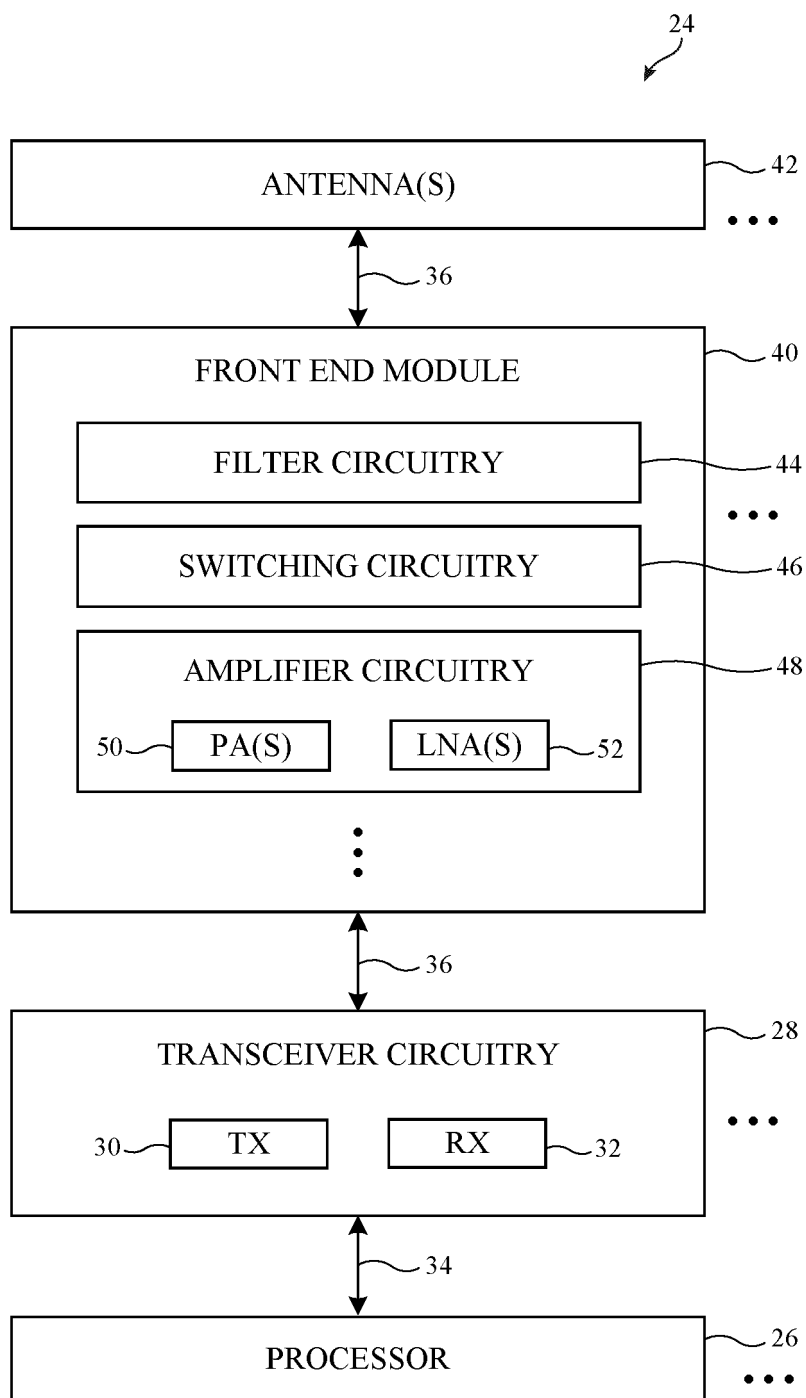 24
ANTENNA(S)
42
36
FRONT END MODULE
40
FILTER CIRCUITRY
44
SWITCHING CIRCUITRY
46
AMPLIFIER CIRCUITRY
48
50
PA(S)
LNA(S)
52
36
TRANSCEIVER CIRCUITRY
28
30
TX
RX
32
34
PROCESSOR
26